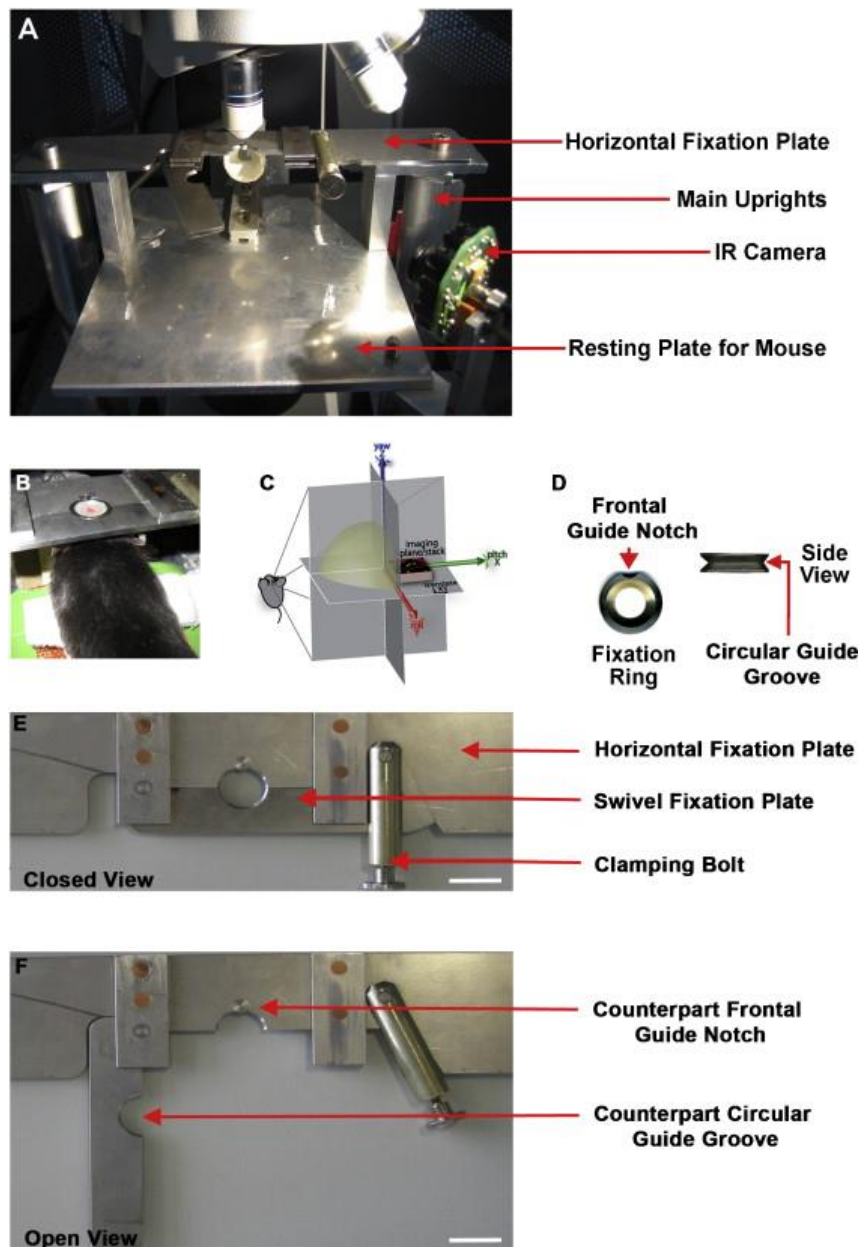 A
Horizontal Fixation Plate
Main Uprights
IR Camera
Resting Plate for Mouse
B
C
yaw
imaging
plane/stack
pitch
X
D
Frontal
Guide Notch
Side
View
Fixation
Ring
Circular Guide
Groove
E
Horizontal Fixation Plate
Swivel Fixation Plate
Clamping Bolt
Closed View
F
Counterpart Frontal
Guide Notch
Counterpart Circular
Guide Groove
Open View